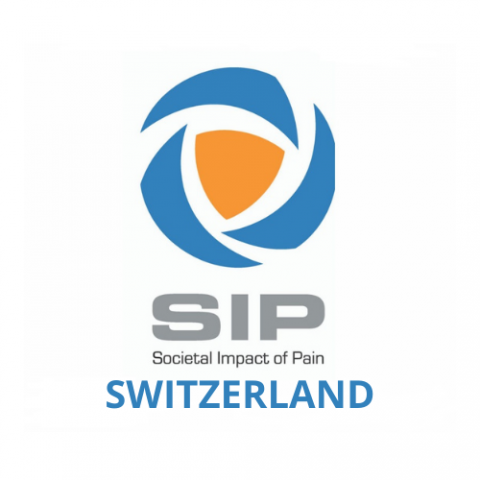 SIP
Societal Impact of Pain
SWITZERLAND